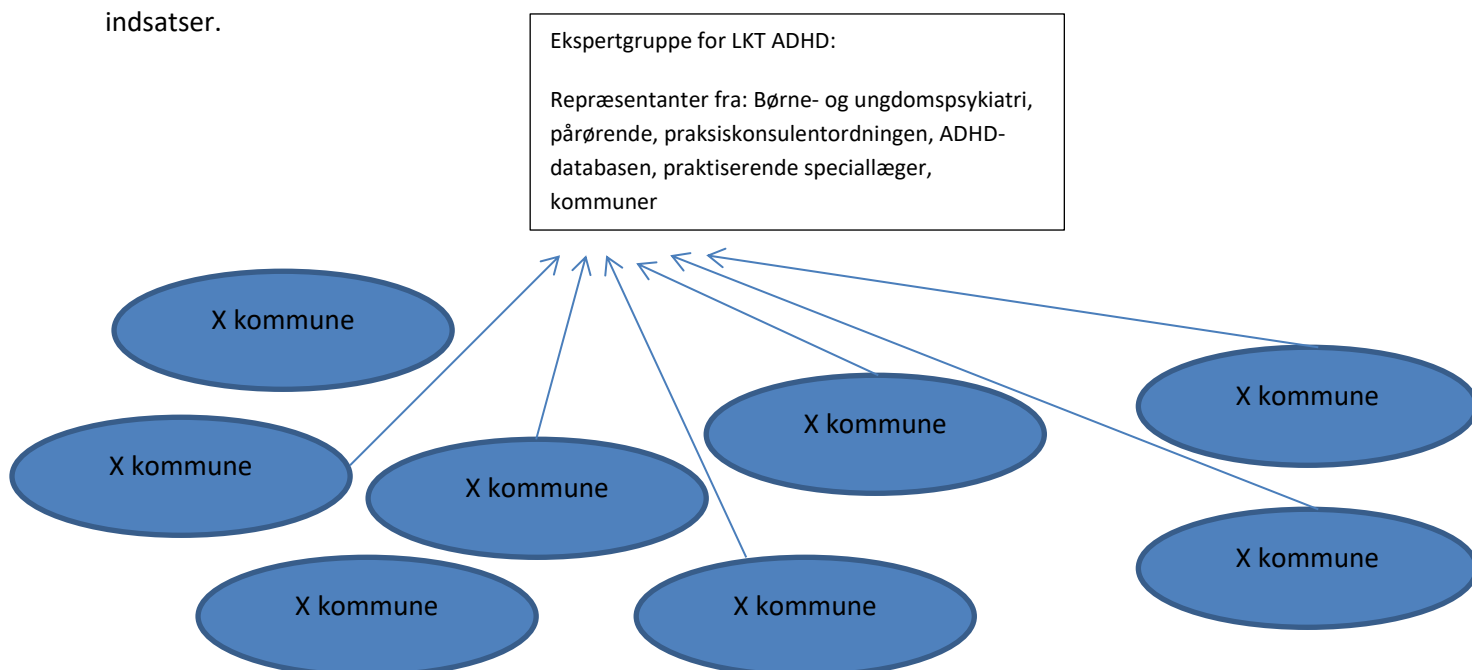 indsatser.
Ekspertgruppe for LKT ADHD:
Repræsentanter fra: Børne- og ungdomspsykiatri,
pårørende, praksiskonsulentordningen, ADHD-
databasen, praktiserende speciallæger,
kommuner
X kommune
X kommune
X kommune
X kommune
X kommune
X kommune
X kommune
X kommune